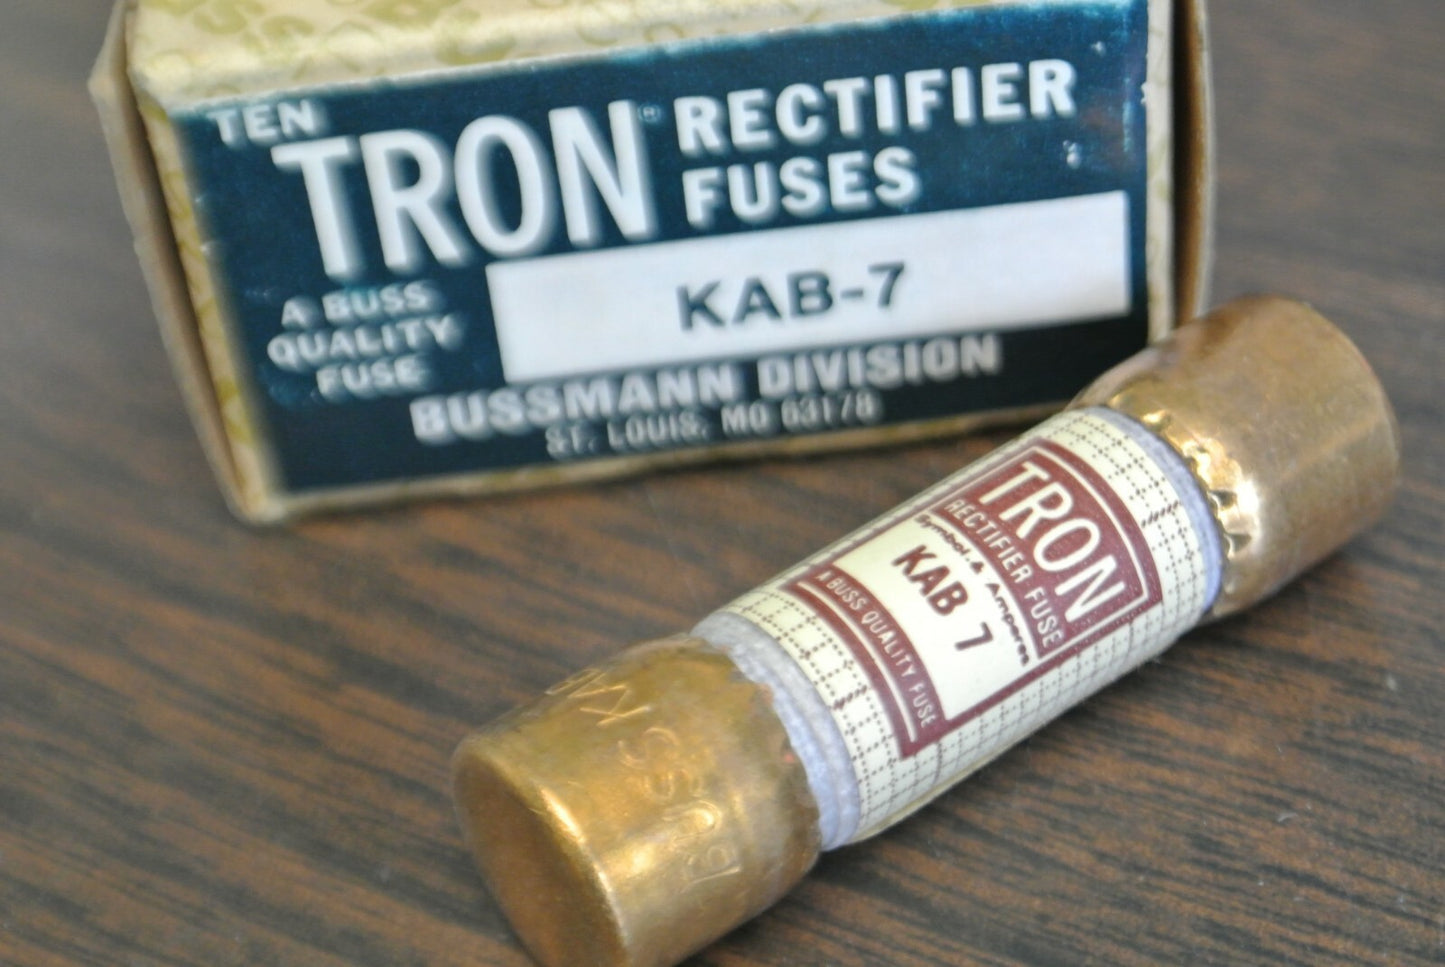 TEN
TRON® RECTIFIER
FUSES
KAB-7
A BUSS
QUALITY
FUSE
BUSSMANN DIVISION
ST. LOUIS, MO 63178
TRON
RECTIFIER FUSE
Symbol & Amperes
KAB 7
A BUSS QUALITY FUSE
BUSS